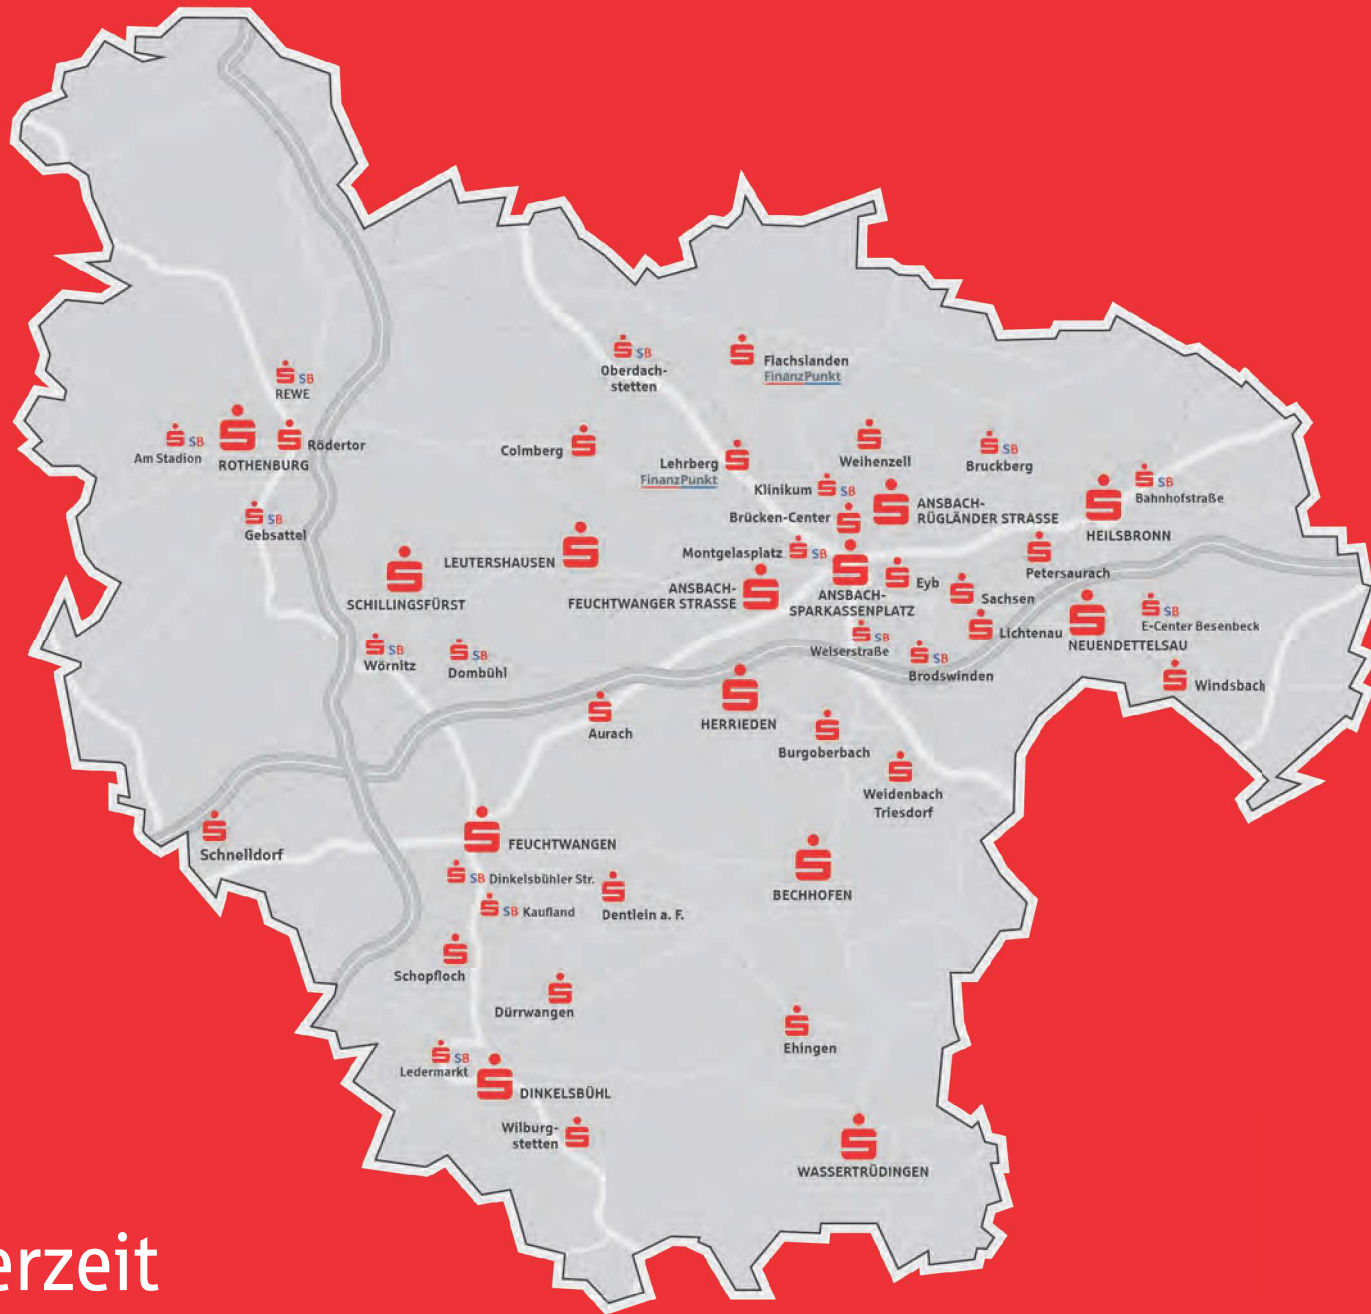 SB
Oberdach-
stetten
Flachslanden
FinanzPunkt
SB
REWE
SB
Am Stadion
ROTHENBURG
Rödertor
Colmberg
Lehrberg
FinanzPunkt
Weihenzell
SB
Bruckberg
Klinikum SB
ANSBACH-
RÜGLÄNDER STRASSE
SB
Bahnhofstraße
HEILSBRONN
Brücken-Center
SB
Gebsattel
LEUTERSHAUSEN
Montgelasplatz SB
Petersaurach
SCHILLINGSFÜRST
ANSBACH-
FEUCHTWANGER STRASSE
ANSBACH-
SPARKASSENPLATZ
Eyb
Sachsen
Lichtenau
NEUENDETTELSAU
SB
E-Center Besenbeck
SB
Wörnitz
SB
Dombühl
SB
Welserstraße
SB
Brodswinden
Windsbach
Aurach
HERRIEDEN
Burgoberbach
Weidenbach
Triesdorf
Schnelldorf
FEUCHTWANGEN
SB Dinkelsbühler Str.
SB Kaufland
Dentlein a. F.
BECHHOFEN
Schopfloch
Dürrwangen
Ehingen
SB
Ledermarkt
DINKELSBÜHL
Wilburg-
stetten
WASSERTRÜDINGEN
erzeit